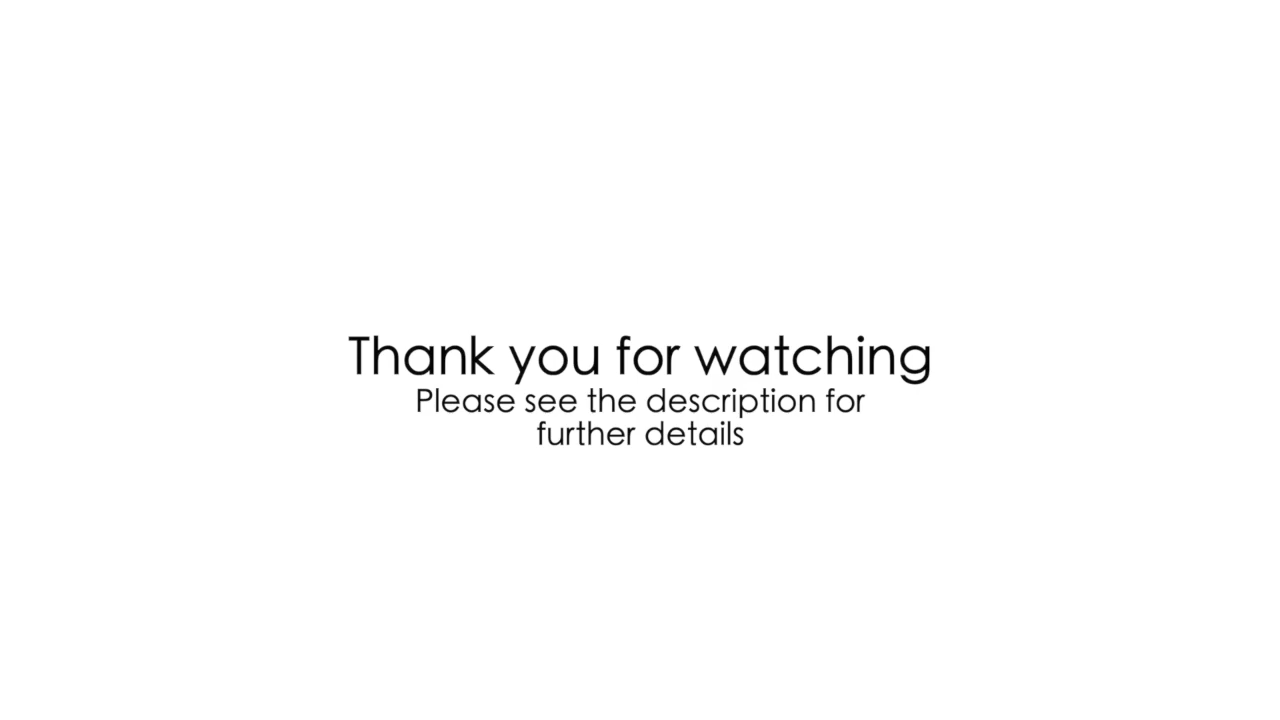 Thank you for watching
Please see the description for
further details